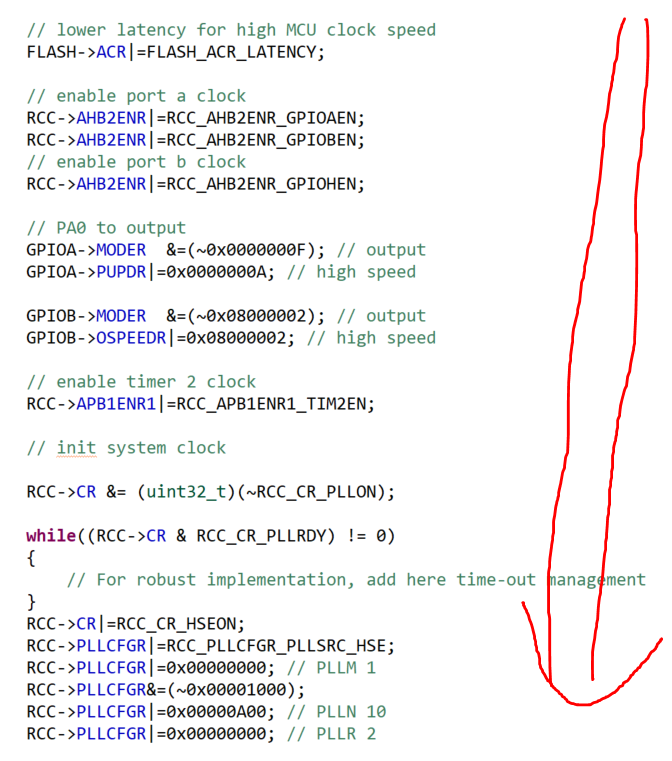 // lower latency for high MCU clock speed
FLASH->ACR|=FLASH_ACR_LATENCY;
// enable port a clock
RCC->AHB2ENR|=RCC_AHB2ENR_GPIOAEN;
RCC->AHB2ENR|=RCC_AHB2ENR_GPIOBEN;
// enable port b clock
RCC->AHB2ENR|=RCC_AHB2ENR_GPIOHEN;
// PA0 to output
GPIOA->MODER  &=(~0x0000000F); // output
GPIOA->PUPDR|=0x0000000A; // high speed
GPIOB->MODER  &=(~0x08000002); // output
GPIOB->OSPEEDR|=0x08000002; // high speed
// enable timer 2 clock
RCC->APB1ENR1|=RCC_APB1ENR1_TIM2EN;
// init system clock
RCC->CR &= (uint32_t)(~RCC_CR_PLLON);
while((RCC->CR & RCC_CR_PLLRDY) != 0)
{
    // For robust implementation, add here time-out management
}
RCC->CR|=RCC_CR_HSEON;
RCC->PLLCFGR|=RCC_PLLCFGR_PLLSRC_HSE;
RCC->PLLCFGR|=0x00000000; // PLLM 1
RCC->PLLCFGR&=(~0x00001000);
RCC->PLLCFGR|=0x00000A00; // PLLN 10
RCC->PLLCFGR|=0x00000000; // PLLR 2